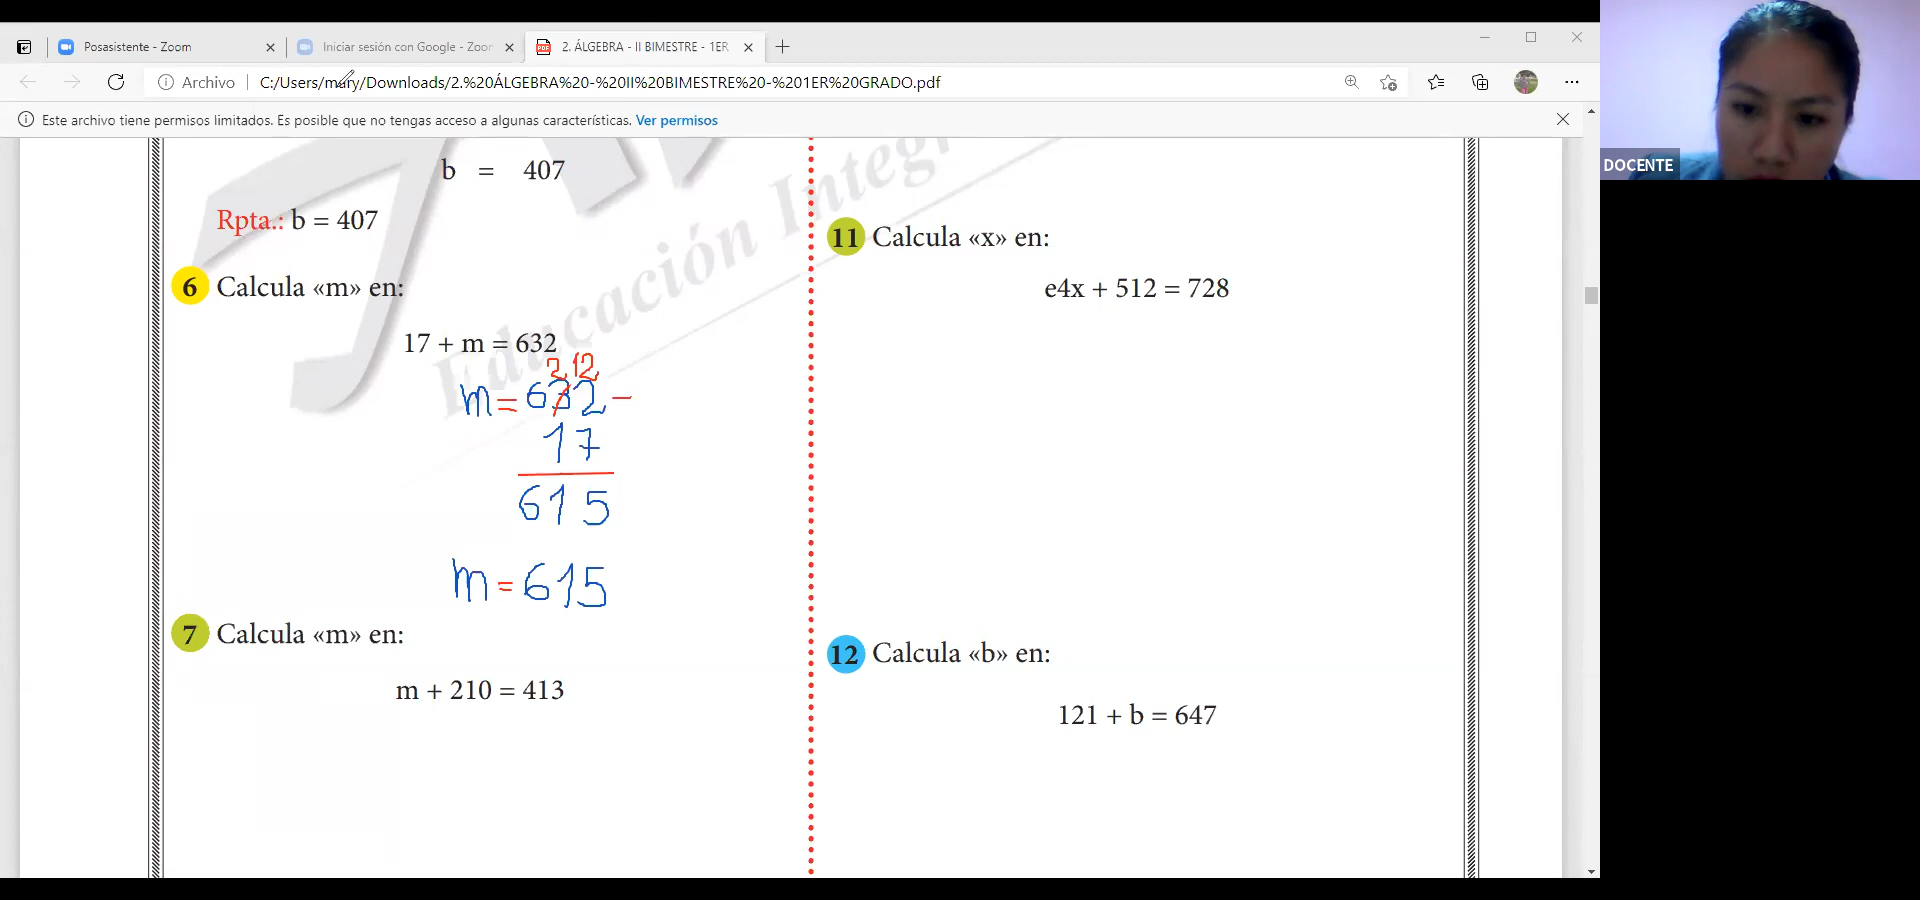 Posasistente - Zoom
Iniciar sesión con Google - Zoom
2. ÁLGEBRA - II BIMESTRE - 1ER
Archivo
C:/Users/mary/Downloads/2.%20ÁLGEBRA%20-%20II%20BIMESTRE%20-%201ER%20GRADO.pdf
Este archivo tiene permisos limitados. Es posible que no tengas acceso a algunas características. Ver permisos
DOCENTE
b = 407
Rpta.: b = 407
6 Calcula «m» en:
17 + m = 632
2 12
m = 632 -
17
615
m = 615
7 Calcula «m» en:
m + 210 = 413
Educación Integr
11 Calcula «x» en:
e4x + 512 = 728
12 Calcula «b» en:
121 + b = 647